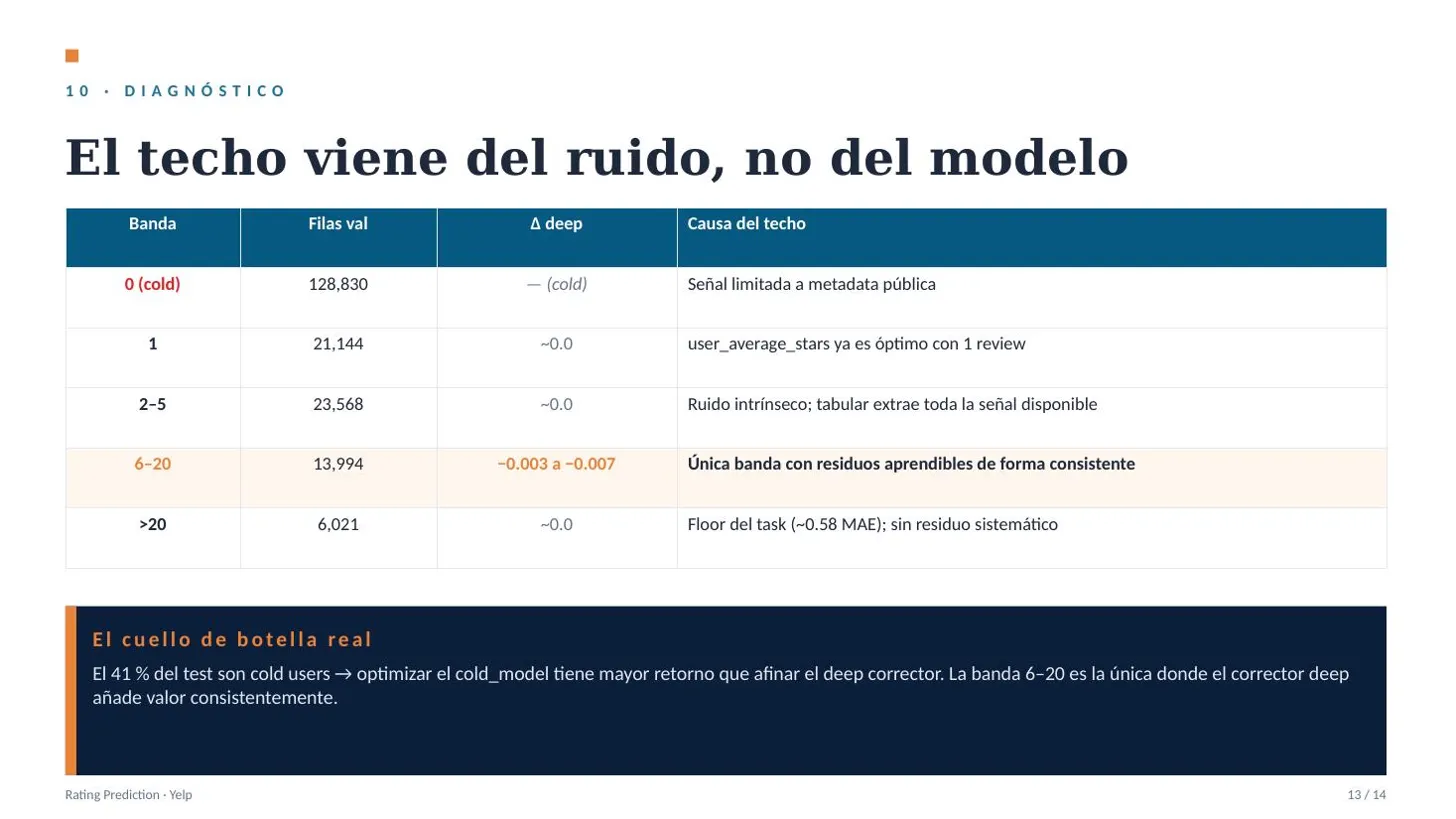 10 · DIAGNÓSTICO
El techo viene del ruido, no del modelo
Banda Filas val Δ deep Causa del techo
0 (cold) 128,830 — (cold) Señal limitada a metadata pública
1 21,144 ~0.0 user_average_stars ya es óptimo con 1 review
2–5 23,568 ~0.0 Ruido intrínseco; tabular extrae toda la señal disponible
6–20 13,994 −0.003 a −0.007 Única banda con residuos aprendibles de forma consistente
>20 6,021 ~0.0 Floor del task (~0.58 MAE); sin residuo sistemático
El cuello de botella real
El 41 % del test son cold users → optimizar el cold_model tiene mayor retorno que afinar el deep corrector. La banda 6–20 es la única donde el corrector deep
añade valor consistentemente.
Rating Prediction · Yelp 13 / 14